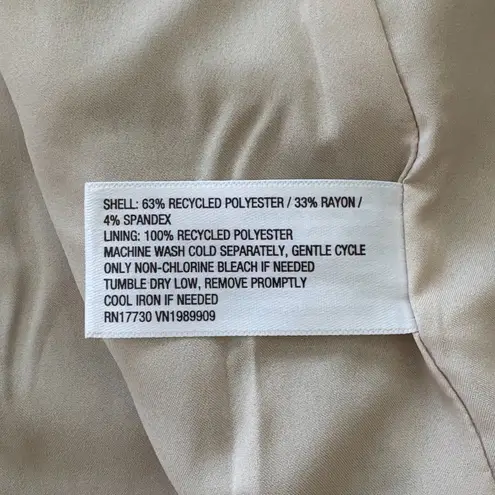 SHELL: 63% RECYCLED POLYESTER / 33% RAYON /
4% SPANDEX
LINING: 100% RECYCLED POLYESTER
MACHINE WASH COLD SEPARATELY, GENTLE CYCLE
ONLY NON-CHLORINE BLEACH IF NEEDED
TUMBLE DRY LOW, REMOVE PROMPTLY
COOL IRON IF NEEDED
RN17730 VN1989909